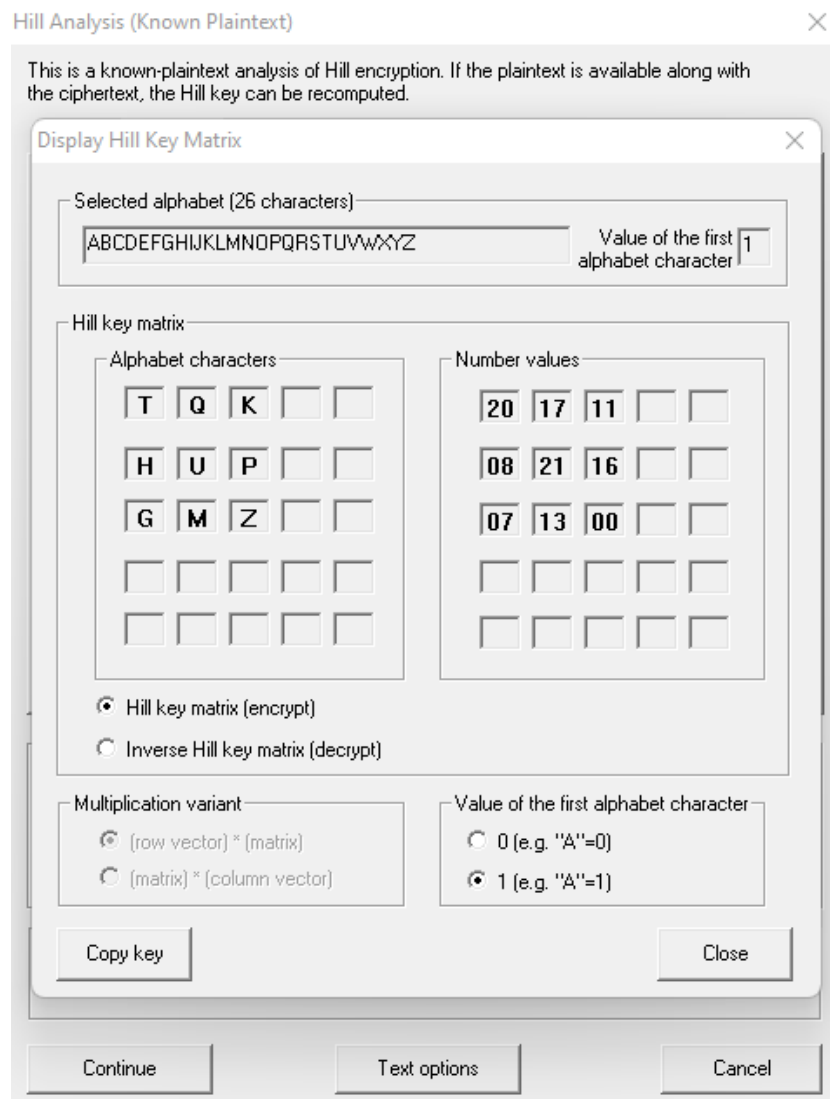 Hill Analysis (Known Plaintext)
This is a known-plaintext analysis of Hill encryption. If the plaintext is available along with
the ciphertext, the Hill key can be recomputed.
Display Hill Key Matrix
Selected alphabet (26 characters)
ABCDEFGHIJKLMNOPQRSTUVWXYZ
Value of the first
alphabet character
1
Hill key matrix
Alphabet characters
T Q K
H U P
G M Z
Number values
20 17 11
08 21 16
07 13 00
Hill key matrix (encrypt)
Inverse Hill key matrix (decrypt)
Multiplication variant
(row vector) * (matrix)
(matrix) * (column vector)
Value of the first alphabet character
0 (e.g. "A"=0)
1 (e.g. "A"=1)
Copy key
Close
Continue
Text options
Cancel